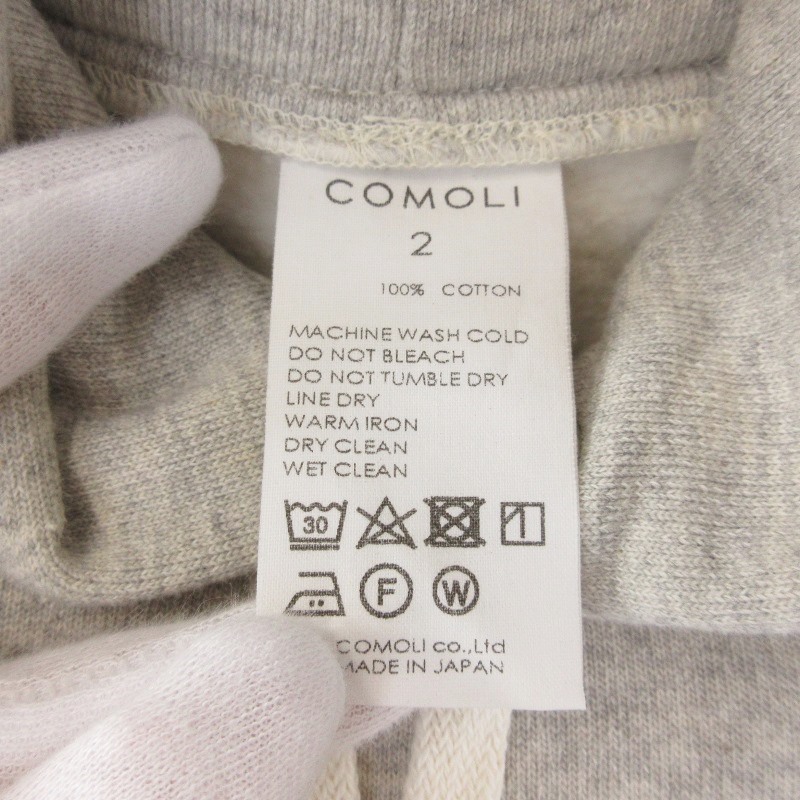 COMOLI
2
100% COTTON
MACHINE WASH COLD
DO NOT BLEACH
DO NOT TUMBLE DRY
LINE DRY
WARM IRON
DRY CLEAN
WET CLEAN
30
F W
COMOLI co.,Ltd
MADE IN JAPAN